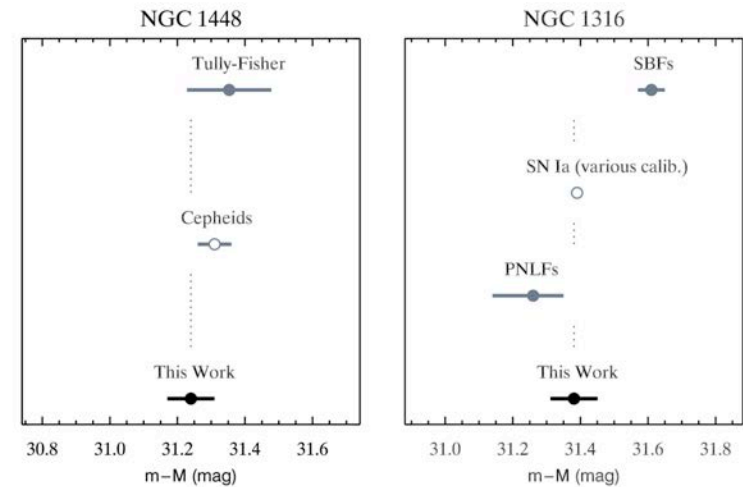 NGC 1448
Tully-Fisher
Cepheids
This Work
30.8 31.0 31.2 31.4 31.6
m−M (mag)
NGC 1316
SBFs
SN Ia (various calib.)
PNLFs
This Work
31.0 31.2 31.4 31.6 31.8
m−M (mag)